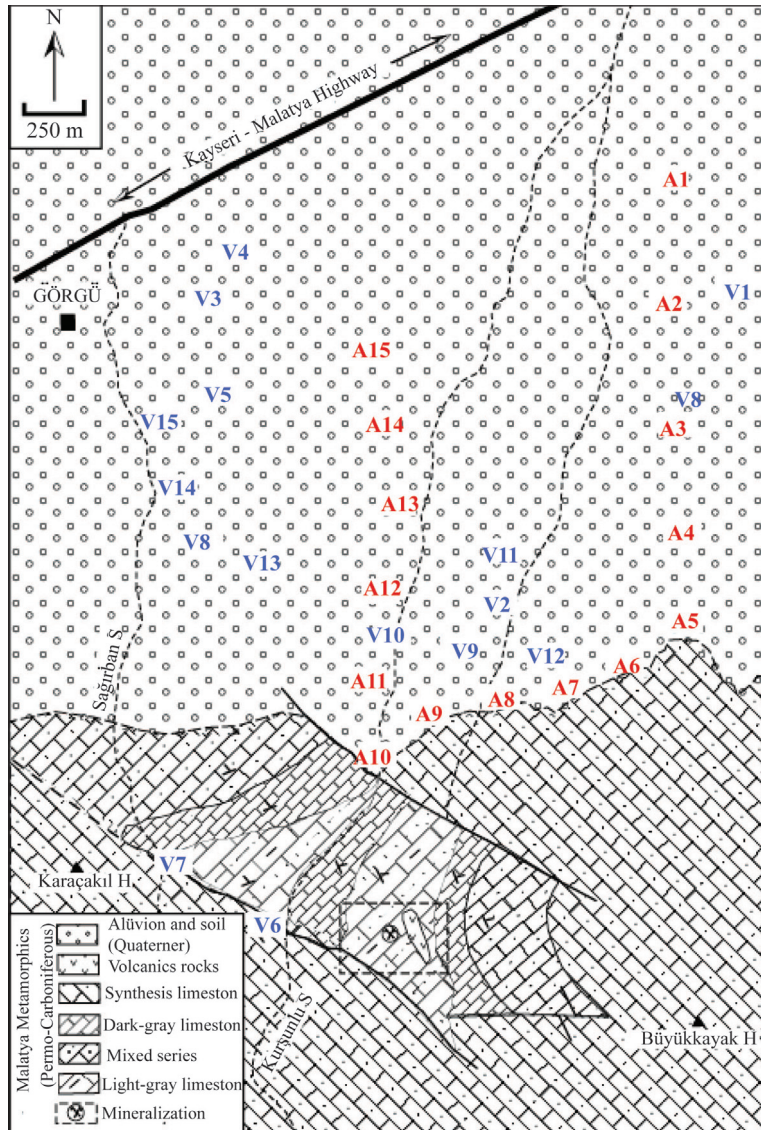 N
250 m
Kayseri - Malatya Highway
A1
V4
V3
V1
A2
GÖRGÜ
A15
V5
V8
V15
A14
A3
V14
A13
A4
V8
V13
V11
A12
V2
A5
V10
V9
V12
A6
Sağırban S.
A11
A7
A8
A9
A10
V7
Karaçakıl H.
V6
Kurşunlu S
Büyükkayak H
Malatya Metamorphics
(Permo-Carboniferous)
Alüvion and soil
(Quaterner)
Volcanics rocks
Synthesis limeston
Dark-gray limeston
Mixed series
Light-gray limeston
Mineralization